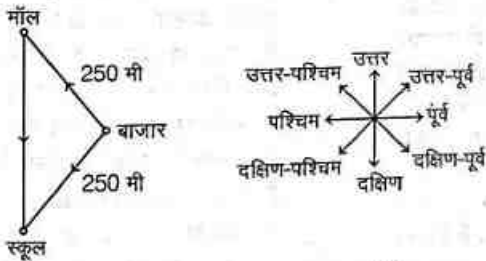 मॉल
250 मी
बाजार
250 मी
स्कूल
उत्तर
उत्तर-पश्चिम
उत्तर-पूर्व
पश्चिम
पूर्व
दक्षिण-पश्चिम
दक्षिण-पूर्व
दक्षिण